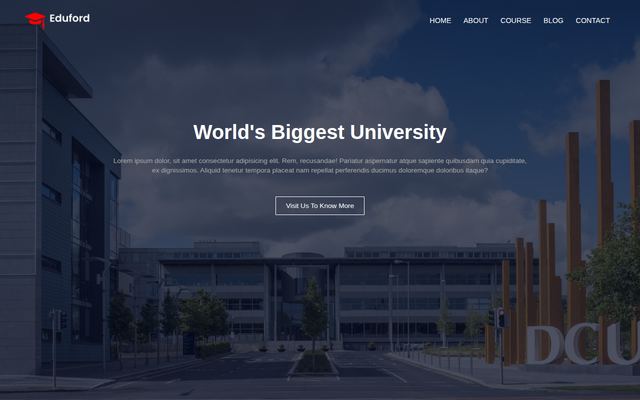 Eduford
HOME ABOUT COURSE BLOG CONTACT
World's Biggest University
Lorem ipsum dolor, sit amet consectetur adipisicing elit. Rem, recusandae! Pariatur aspernatur atque sapiente quibusdam quia cupiditate,
ex dignissimos. Aliquid tenetur tempora placeat nam repellat perferendis ducimus doloremque doloribus itaque?
Visit Us To Know More
DCU